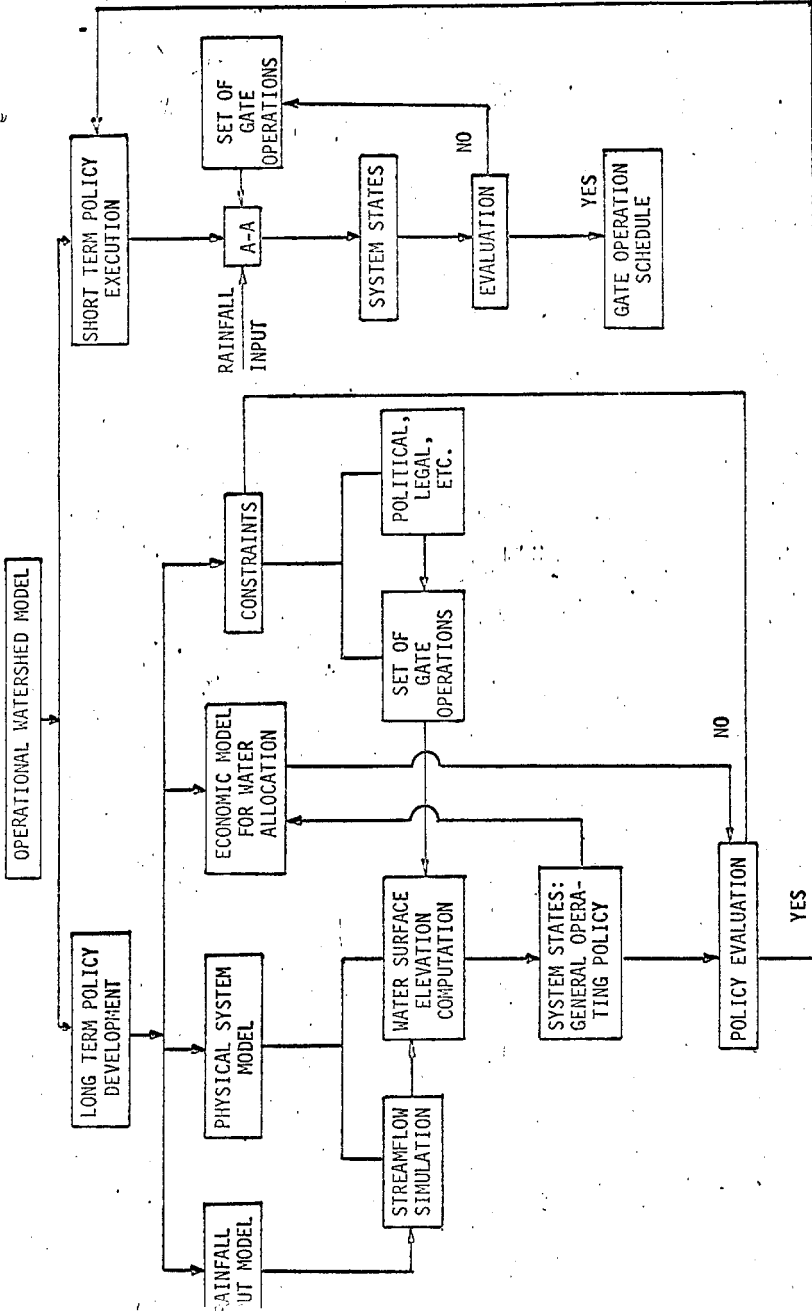 OPERATIONAL WATERSHED MODEL
LONG TERM POLICY
DEVELOPMENT
SHORT TERM POLICY
EXECUTION
AINFALL
UT MODEL
PHYSICAL SYSTEM
MODEL
ECONOMIC MODEL
FOR WATER
ALLOCATION
CONSTRAINTS
STREAMFLOW
SIMULATION
WATER SURFACE
ELEVATION
COMPUTATION
SET OF
GATE
OPERATIONS
POLITICAL,
LEGAL,
ETC.
SYSTEM STATES:
GENERAL OPERA-
TING POLICY
POLICY EVALUATION
NO
YES
RAINFALL
INPUT
A-A
SET OF
GATE
OPERATIONS
SYSTEM STATES
EVALUATION
NO
YES
GATE OPERATION
SCHEDULE